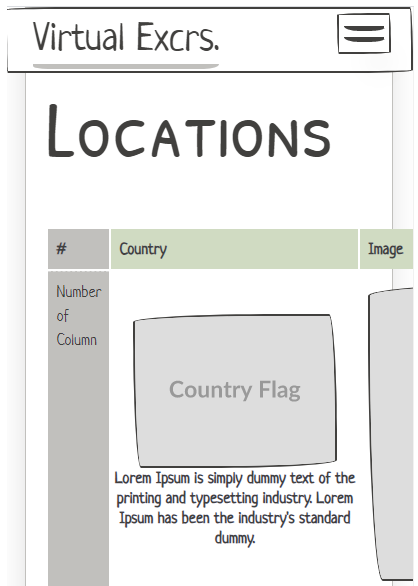 Virtual Excrs.
Locations
# Country Image
Number
of
Column
Country Flag
Lorem Ipsum is simply dummy text of the
printing and typesetting industry. Lorem
Ipsum has been the industry's standard
dummy.